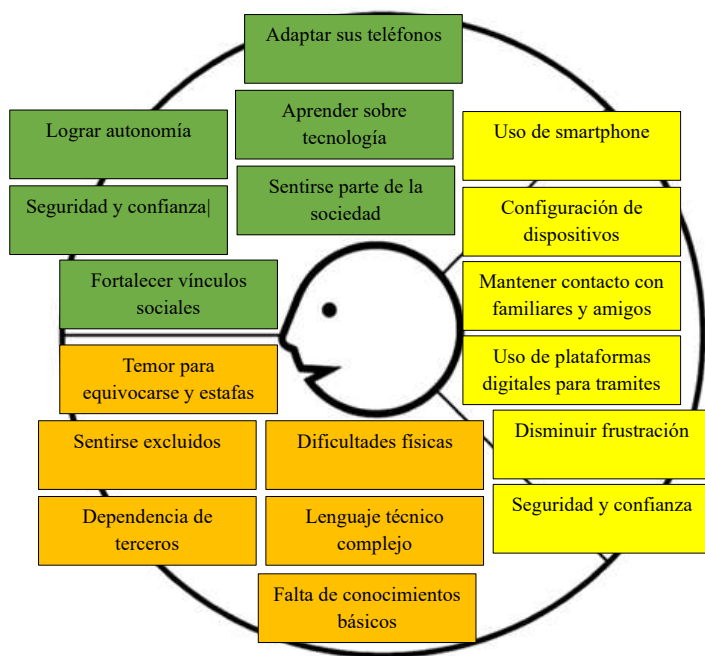 Adaptar sus teléfonos
Lograr autonomía
Aprender sobre
tecnología
Uso de smartphone
Seguridad y confianza|
Sentirse parte de la
sociedad
Configuración de
dispositivos
Fortalecer vínculos
sociales
Mantener contacto con
familiares y amigos
Temor para
equivocarse y estafas
Uso de plataformas
digitales para tramites
Sentirse excluidos
Dificultades físicas
Disminuir frustración
Dependencia de
terceros
Lenguaje técnico
complejo
Seguridad y confianza
Falta de conocimientos
básicos